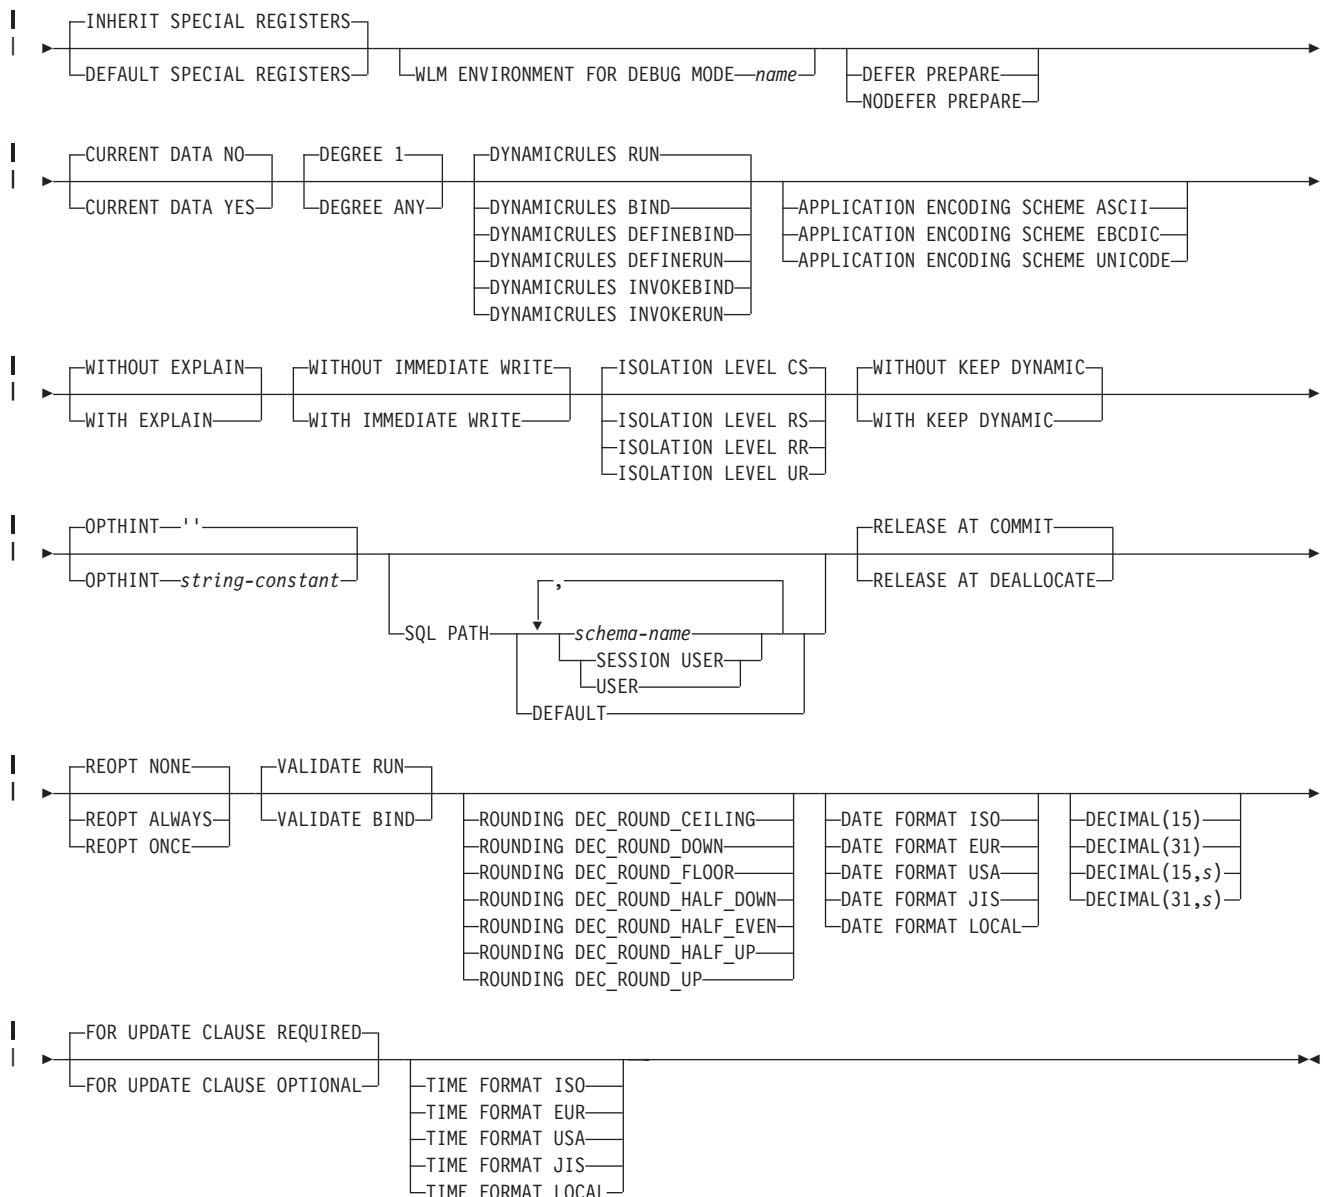 INHERIT SPECIAL REGISTERS
DEFAULT SPECIAL REGISTERS
WLM ENVIRONMENT FOR DEBUG MODE name
DEFER PREPARE
NODEFER PREPARE
CURRENT DATA NO
CURRENT DATA YES
DEGREE 1
DEGREE ANY
DYNAMICRULES RUN
DYNAMICRULES BIND
DYNAMICRULES DEFINEBIND
DYNAMICRULES DEFINERUN
DYNAMICRULES INVOKEBIND
DYNAMICRULES INVOKERUN
APPLICATION ENCODING SCHEME ASCII
APPLICATION ENCODING SCHEME EBCDIC
APPLICATION ENCODING SCHEME UNICODE
WITHOUT EXPLAIN
WITH EXPLAIN
WITHOUT IMMEDIATE WRITE
WITH IMMEDIATE WRITE
ISOLATION LEVEL CS
ISOLATION LEVEL RS
ISOLATION LEVEL RR
ISOLATION LEVEL UR
WITHOUT KEEP DYNAMIC
WITH KEEP DYNAMIC
OPTHINT ''
OPTHINT string-constant
SQL PATH
,
schema-name
SESSION USER
USER
DEFAULT
RELEASE AT COMMIT
RELEASE AT DEALLOCATE
REOPT NONE
REOPT ALWAYS
REOPT ONCE
VALIDATE RUN
VALIDATE BIND
ROUNDING DEC_ROUND_CEILING
ROUNDING DEC_ROUND_DOWN
ROUNDING DEC_ROUND_FLOOR
ROUNDING DEC_ROUND_HALF_DOWN
ROUNDING DEC_ROUND_HALF_EVEN
ROUNDING DEC_ROUND_HALF_UP
ROUNDING DEC_ROUND_UP
DATE FORMAT ISO
DATE FORMAT EUR
DATE FORMAT USA
DATE FORMAT JIS
DATE FORMAT LOCAL
DECIMAL(15)
DECIMAL(31)
DECIMAL(15,s)
DECIMAL(31,s)
FOR UPDATE CLAUSE REQUIRED
FOR UPDATE CLAUSE OPTIONAL
TIME FORMAT ISO
TIME FORMAT EUR
TIME FORMAT USA
TIME FORMAT JIS
TIME FORMAT LOCAL